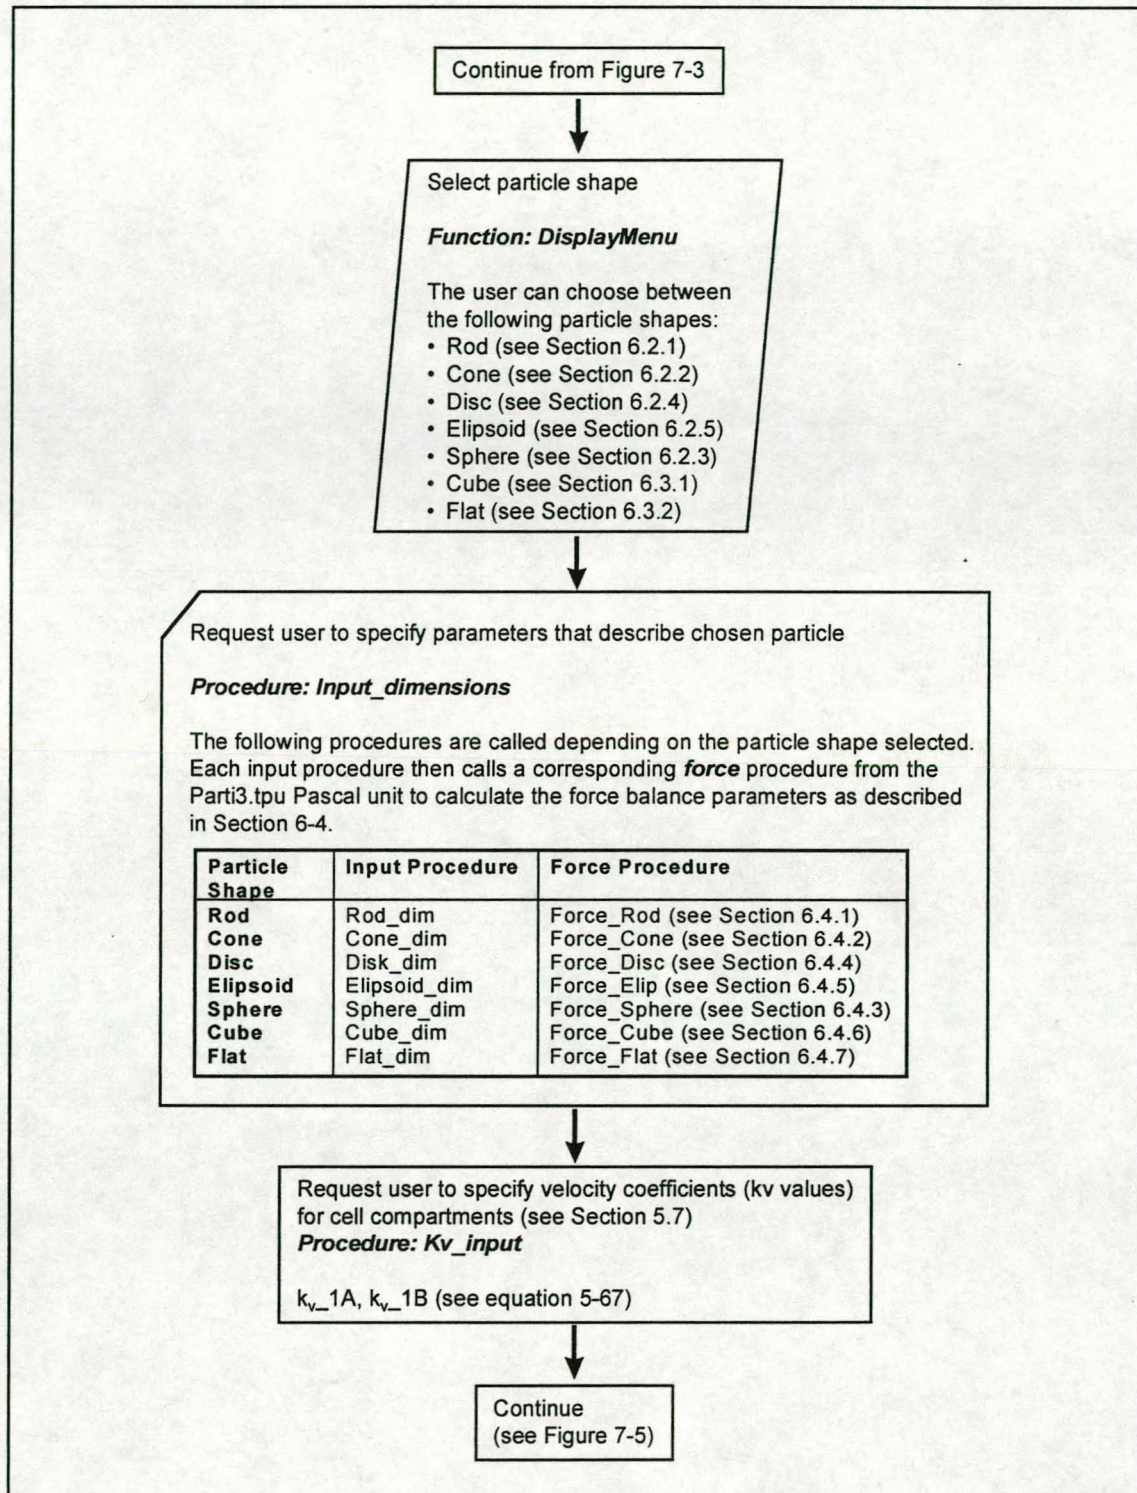 Continue from Figure 7-3
Select particle shape
Function: DisplayMenu
The user can choose between
the following particle shapes:
• Rod (see Section 6.2.1)
• Cone (see Section 6.2.2)
• Disc (see Section 6.2.4)
• Elipsoid (see Section 6.2.5)
• Sphere (see Section 6.2.3)
• Cube (see Section 6.3.1)
• Flat (see Section 6.3.2)
Request user to specify parameters that describe chosen particle
Procedure: Input_dimensions
The following procedures are called depending on the particle shape selected.
Each input procedure then calls a corresponding force procedure from the
Parti3.tpu Pascal unit to calculate the force balance parameters as described
in Section 6-4.
Particle Shape Input Procedure Force Procedure
Rod Rod_dim Force_Rod (see Section 6.4.1)
Cone Cone_dim Force_Cone (see Section 6.4.2)
Disc Disk_dim Force_Disc (see Section 6.4.4)
Elipsoid Elipsoid_dim Force_Elip (see Section 6.4.5)
Sphere Sphere_dim Force_Sphere (see Section 6.4.3)
Cube Cube_dim Force_Cube (see Section 6.4.6)
Flat Flat_dim Force_Flat (see Section 6.4.7)
Request user to specify velocity coefficients (kv values)
for cell compartments (see Section 5.7)
Procedure: Kv_input
kv_1A, kv_1B (see equation 5-67)
Continue
(see Figure 7-5)